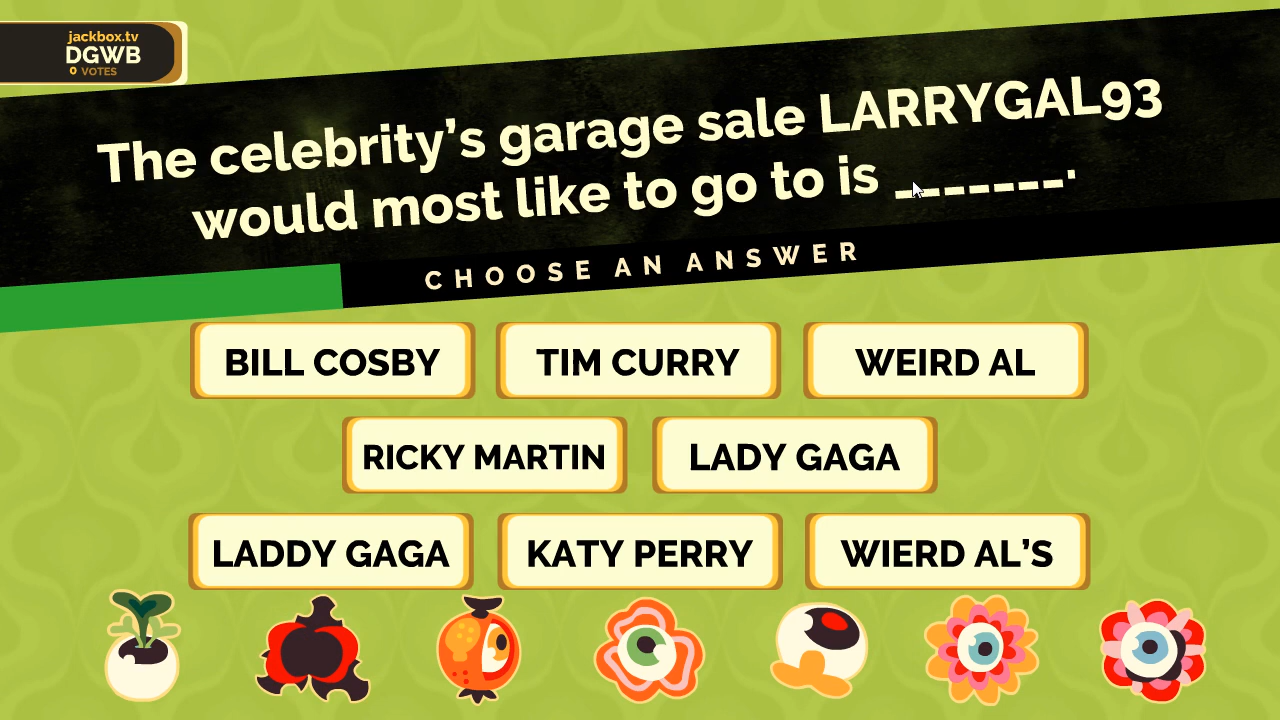 jackbox.tv
DGWB
0 VOTES
The celebrity's garage sale LARRYGAL93
would most like to go to is _______.
CHOOSE AN ANSWER
BILL COSBY
TIM CURRY
WEIRD AL
RICKY MARTIN
LADY GAGA
LADDY GAGA
KATY PERRY
WIERD AL'S